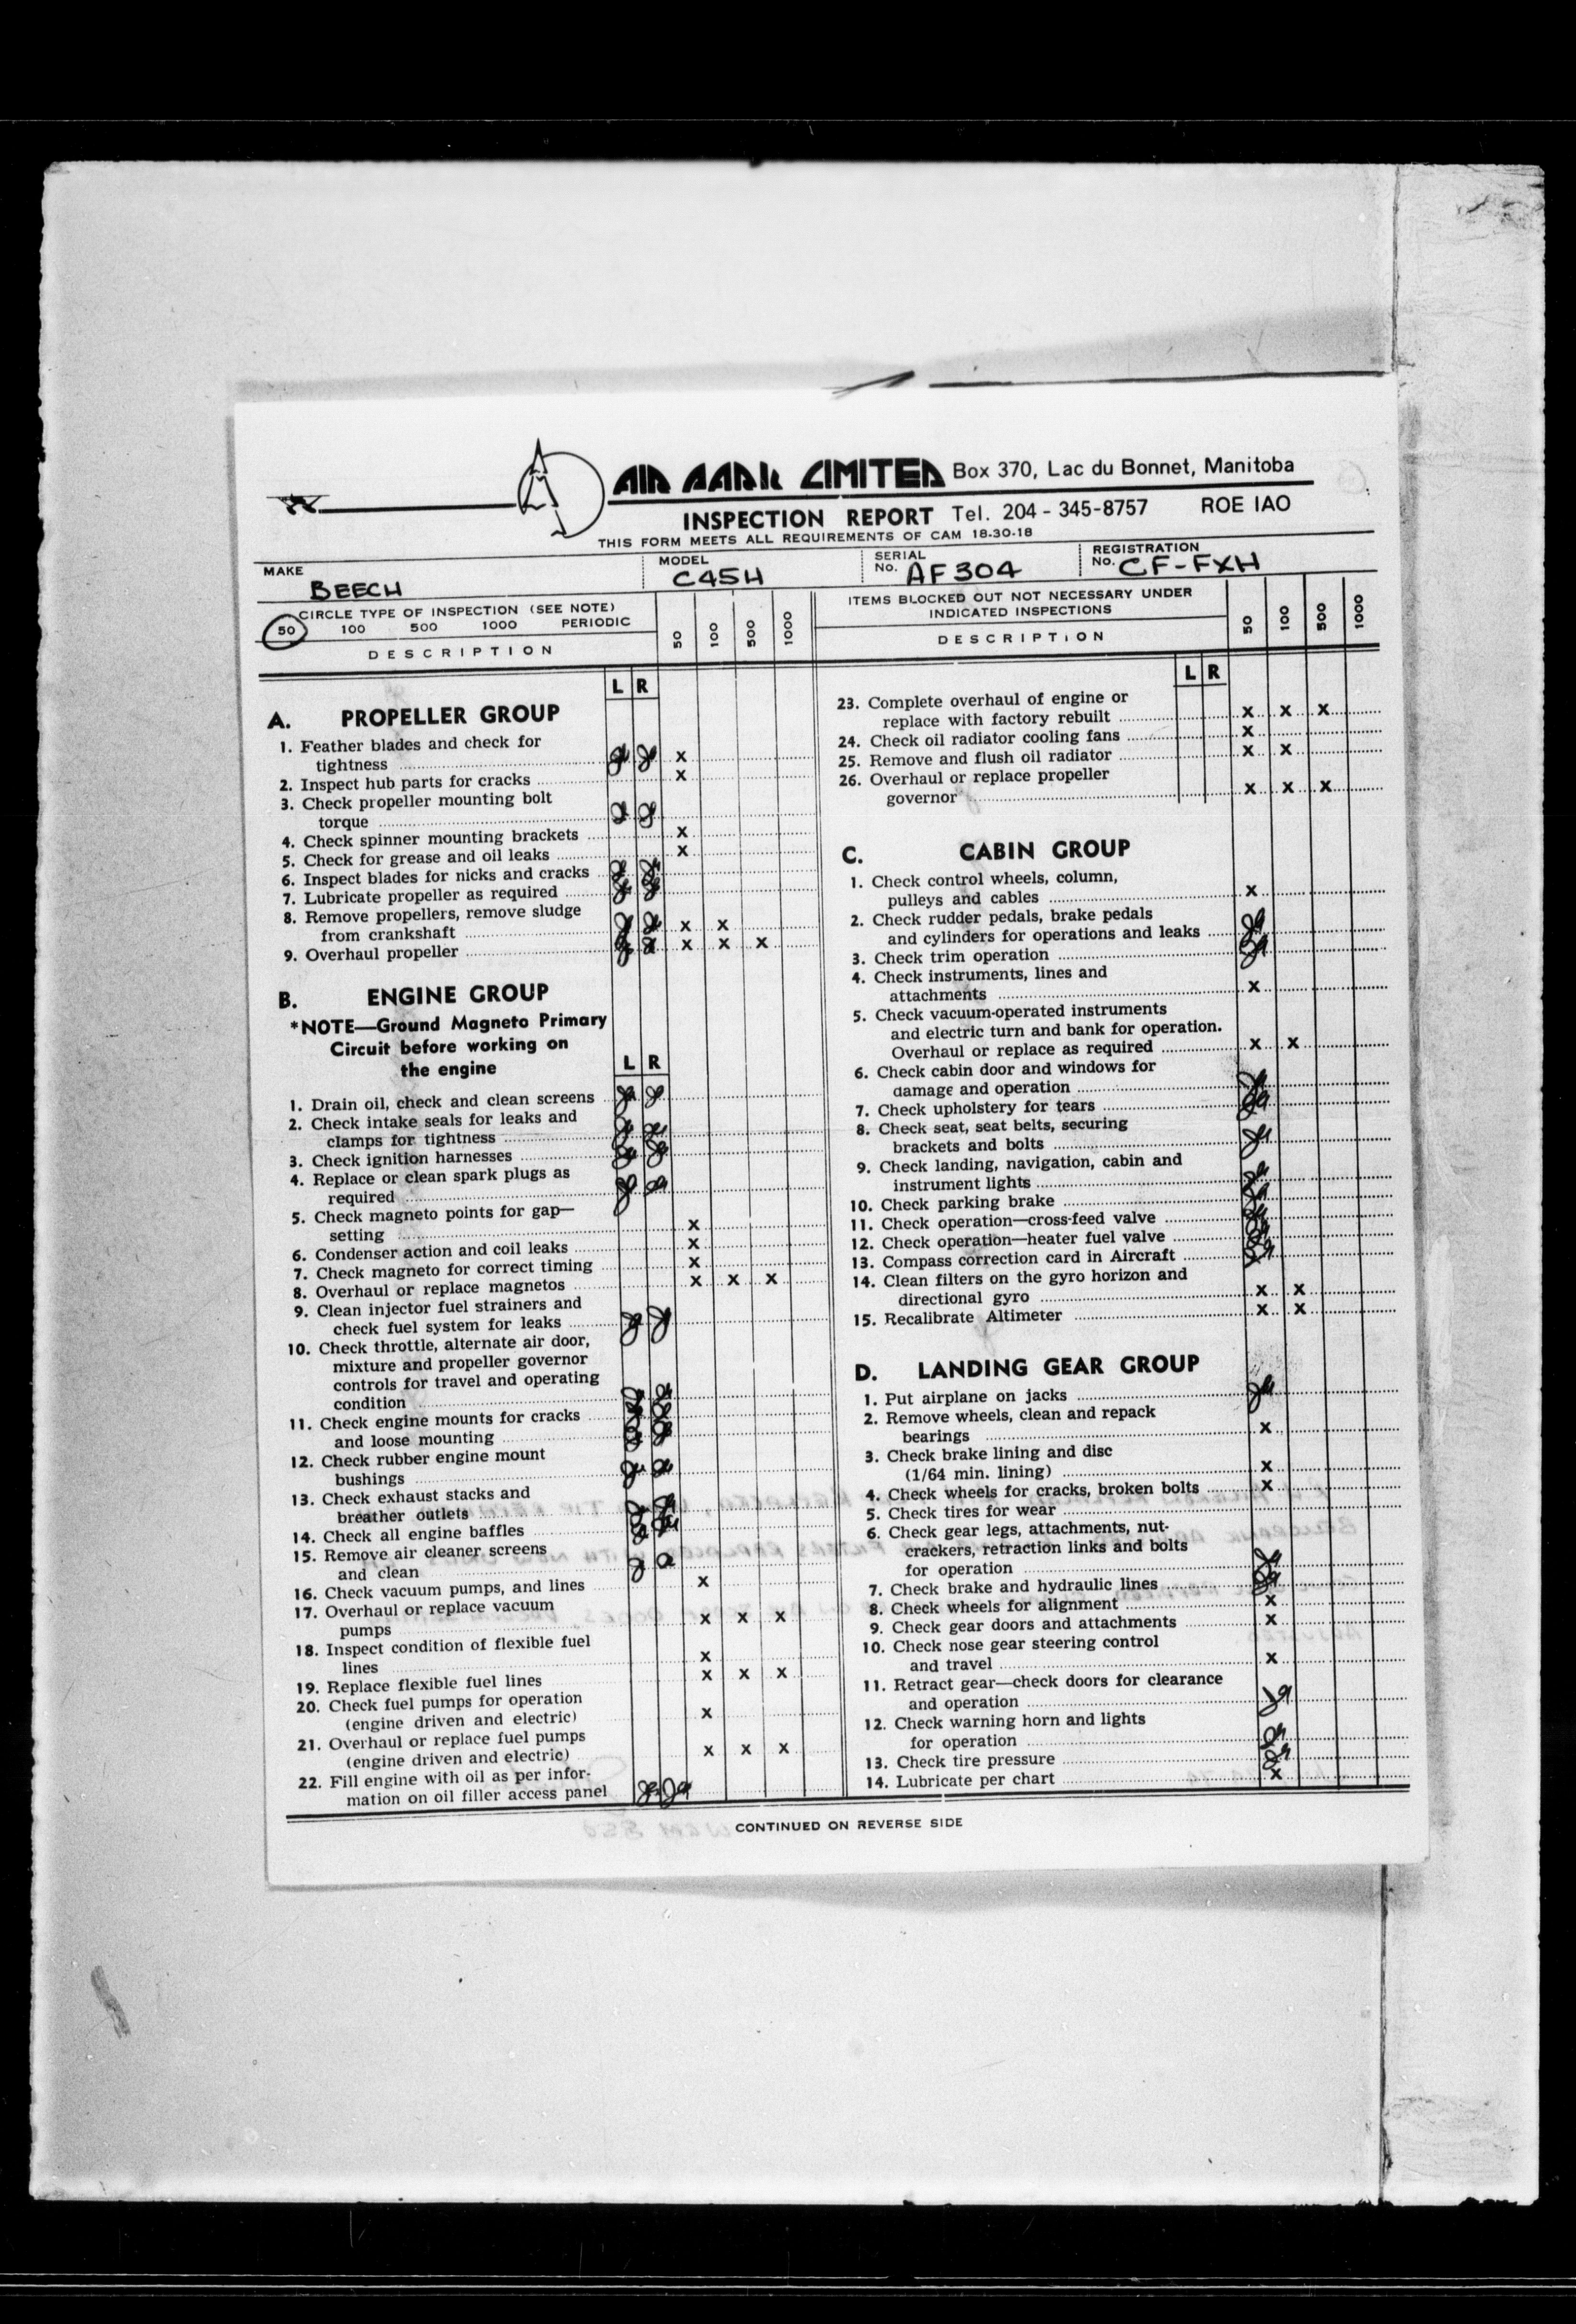 AIR PARK LIMITED Box 370, Lac du Bonnet, Manitoba
INSPECTION REPORT Tel. 204 - 345-8757 ROE IAO
THIS FORM MEETS ALL REQUIREMENTS OF CAM 18-30-18
MAKE BEECH
MODEL C45H
SERIAL No. AF304
REGISTRATION No. CF-FXH
CIRCLE TYPE OF INSPECTION (SEE NOTE)
50 100 500 1000 PERIODIC
DESCRIPTION
50 100 500 1000
L R
A. PROPELLER GROUP
1. Feather blades and check for
tightness X
2. Inspect hub parts for cracks X
3. Check propeller mounting bolt
torque
4. Check spinner mounting brackets X
5. Check for grease and oil leaks X
6. Inspect blades for nicks and cracks
7. Lubricate propeller as required
8. Remove propellers, remove sludge
from crankshaft X X
9. Overhaul propeller X X X
B. ENGINE GROUP
*NOTE—Ground Magneto Primary
Circuit before working on
the engine
L R
1. Drain oil, check and clean screens
2. Check intake seals for leaks and
clamps for tightness
3. Check ignition harnesses
4. Replace or clean spark plugs as
required
5. Check magneto points for gap—
setting X
6. Condenser action and coil leaks X
7. Check magneto for correct timing X
8. Overhaul or replace magnetos X X X
9. Clean injector fuel strainers and
check fuel system for leaks
10. Check throttle, alternate air door,
mixture and propeller governor
controls for travel and operating
condition
11. Check engine mounts for cracks
and loose mounting
12. Check rubber engine mount
bushings
13. Check exhaust stacks and
breather outlets
14. Check all engine baffles
15. Remove air cleaner screens
and clean
16. Check vacuum pumps, and lines X
17. Overhaul or replace vacuum
pumps X X X
18. Inspect condition of flexible fuel
lines X
19. Replace flexible fuel lines X X X
20. Check fuel pumps for operation
(engine driven and electric) X
21. Overhaul or replace fuel pumps
(engine driven and electric) X X X
22. Fill engine with oil as per infor-
mation on oil filler access panel
ITEMS BLOCKED OUT NOT NECESSARY UNDER
INDICATED INSPECTIONS
DESCRIPTION
50 100 500 1000
L R
23. Complete overhaul of engine or
replace with factory rebuilt X X X
24. Check oil radiator cooling fans X
25. Remove and flush oil radiator X X
26. Overhaul or replace propeller
governor X X X
C. CABIN GROUP
1. Check control wheels, column,
pulleys and cables X
2. Check rudder pedals, brake pedals
and cylinders for operations and leaks
3. Check trim operation
4. Check instruments, lines and
attachments X
5. Check vacuum-operated instruments
and electric turn and bank for operation.
Overhaul or replace as required X X
6. Check cabin door and windows for
damage and operation
7. Check upholstery for tears
8. Check seat, seat belts, securing
brackets and bolts
9. Check landing, navigation, cabin and
instrument lights
10. Check parking brake
11. Check operation—cross-feed valve
12. Check operation—heater fuel valve
13. Compass correction card in Aircraft
14. Clean filters on the gyro horizon and
directional gyro X X
15. Recalibrate Altimeter X X
D. LANDING GEAR GROUP
1. Put airplane on jacks
2. Remove wheels, clean and repack
bearings X
3. Check brake lining and disc
(1/64 min. lining) X
4. Check wheels for cracks, broken bolts X
5. Check tires for wear
6. Check gear legs, attachments, nut-
crackers, retraction links and bolts
for operation
7. Check brake and hydraulic lines
8. Check wheels for alignment X
9. Check gear doors and attachments X
10. Check nose gear steering control
and travel X
11. Retract gear—check doors for clearance
and operation
12. Check warning horn and lights
for operation
13. Check tire pressure
14. Lubricate per chart X
CONTINUED ON REVERSE SIDE